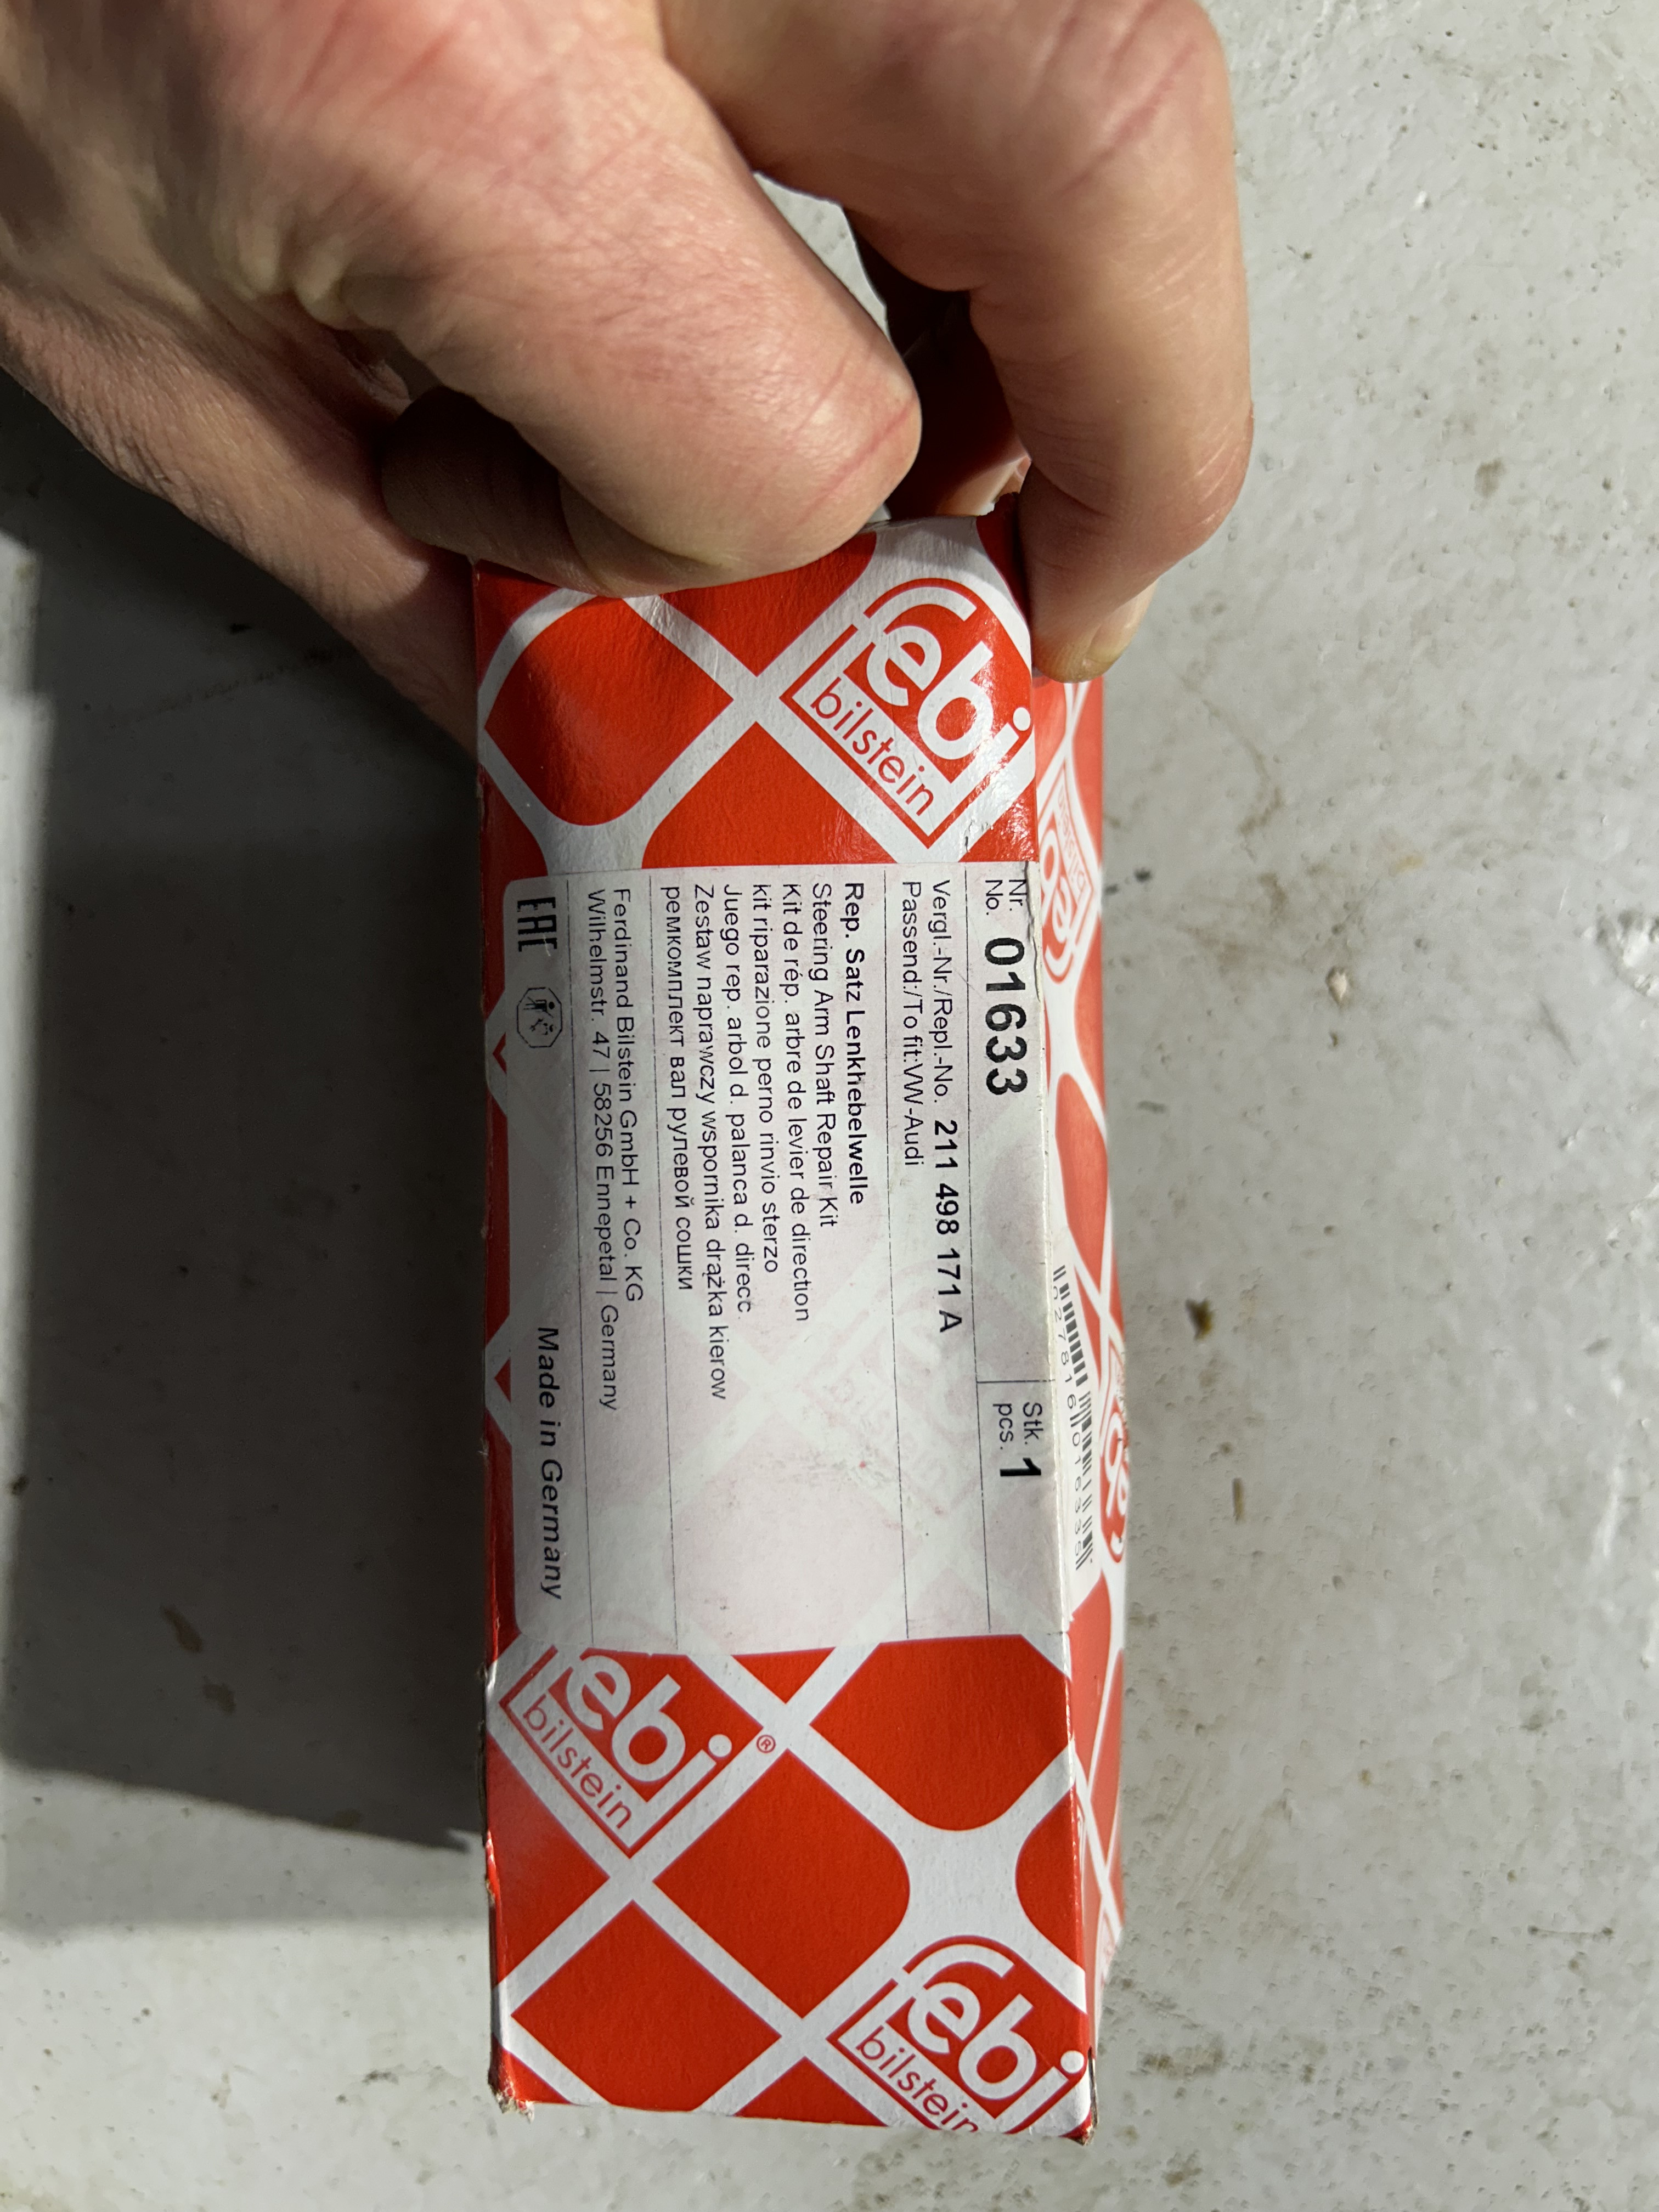 febi
bilstein
Nr.
No. 01633
Stk.
pcs. 1
Vergl.-Nr./Repl.-No. 211 498 171 A
Passend:/To fit:VW-Audi
Rep. Satz Lenkhebelwelle
Steering Arm Shaft Repair Kit
Kit de rép. arbre de levier de direction
kit riparazione perno rinvio sterzo
Juego rep. arbol d. palanca d. direcc.
Zestaw naprawczy wspornika drążka kierow
ремкомплект вал рулевой сошки
Ferdinand Bilstein GmbH + Co. KG
Wilhelmstr. 47 | 58256 Ennepetal | Germany
EAC
Made in Germany
febi®
bilstein
febi
bilstein